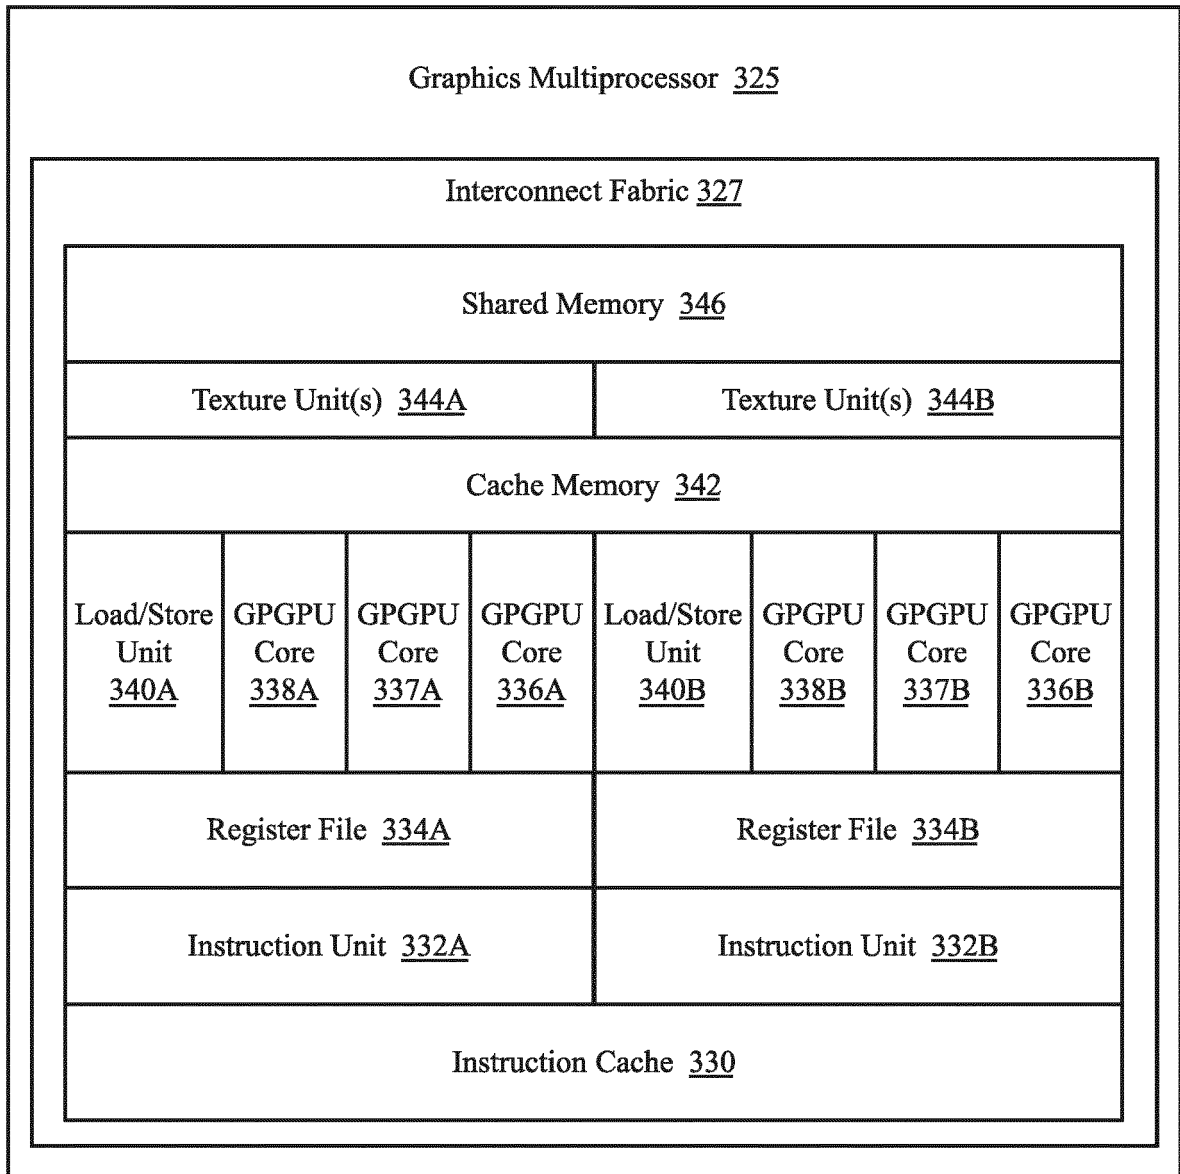 Graphics Multiprocessor 325
Interconnect Fabric 327
Shared Memory 346
Texture Unit(s) 344A
Texture Unit(s) 344B
Cache Memory 342
Load/Store
Unit
340A
GPGPU
Core
338A
GPGPU
Core
337A
GPGPU
Core
336A
Load/Store
Unit
340B
GPGPU
Core
338B
GPGPU
Core
337B
GPGPU
Core
336B
Register File 334A
Register File 334B
Instruction Unit 332A
Instruction Unit 332B
Instruction Cache 330